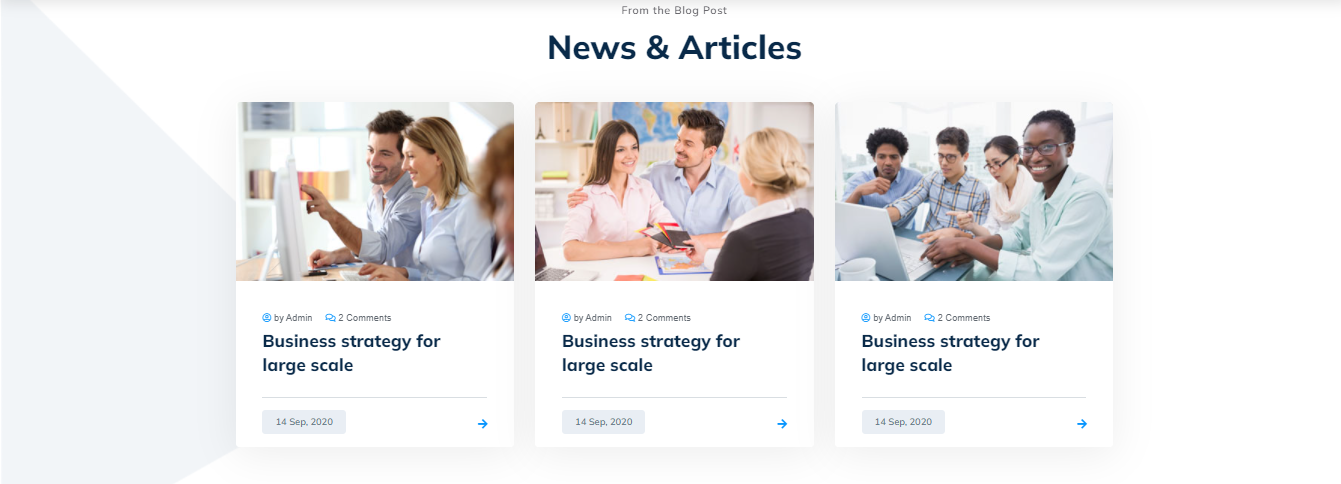 From the Blog Post
News & Articles
by Admin 2 Comments
Business strategy for
large scale
14 Sep, 2020
by Admin 2 Comments
Business strategy for
large scale
14 Sep, 2020
by Admin 2 Comments
Business strategy for
large scale
14 Sep, 2020